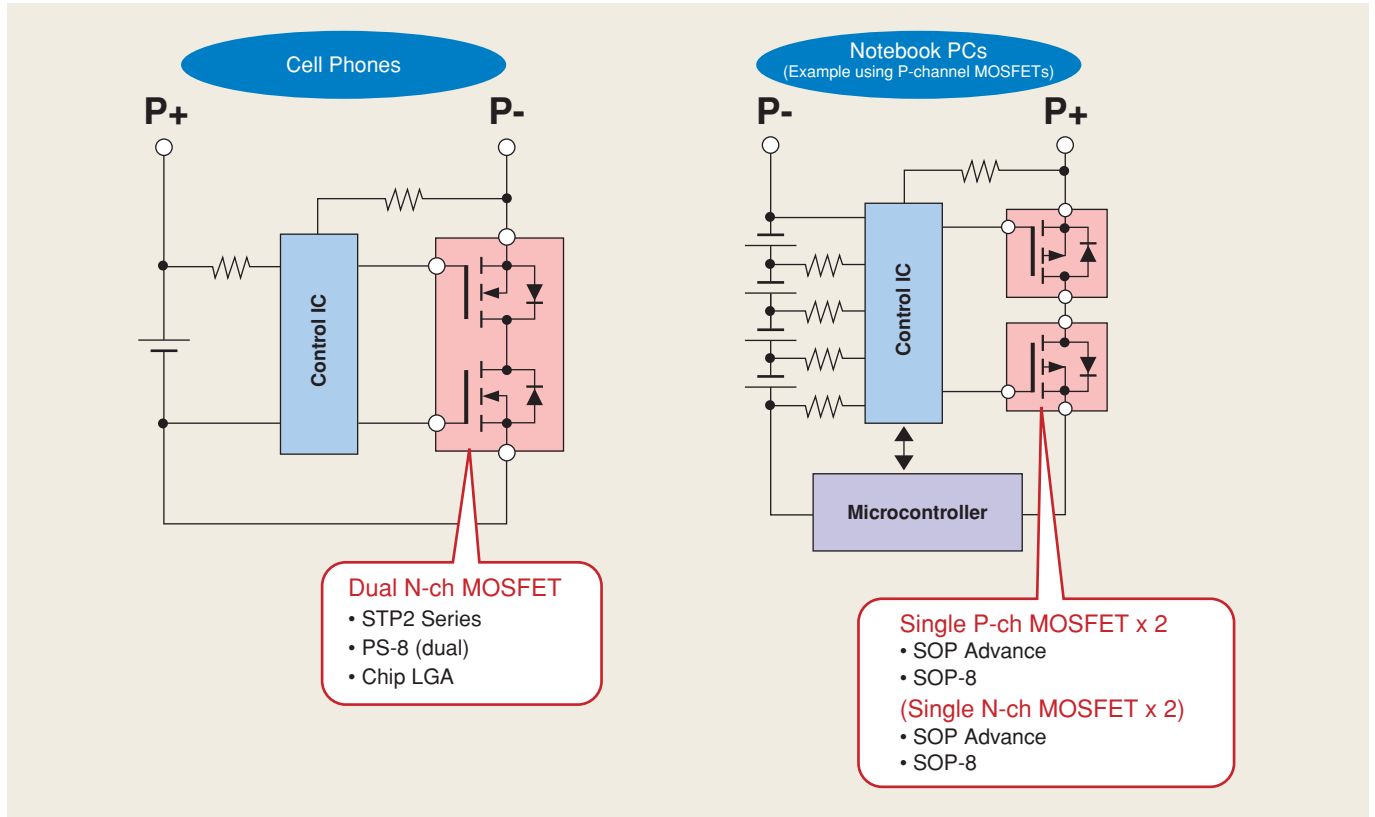 Cell Phones
P+
P-
Control IC
Dual N-ch MOSFET
• STP2 Series
• PS-8 (dual)
• Chip LGA
Notebook PCs
(Example using P-channel MOSFETs)
P-
P+
Control IC
Microcontroller
Single P-ch MOSFET x 2
• SOP Advance
• SOP-8
(Single N-ch MOSFET x 2)
• SOP Advance
• SOP-8